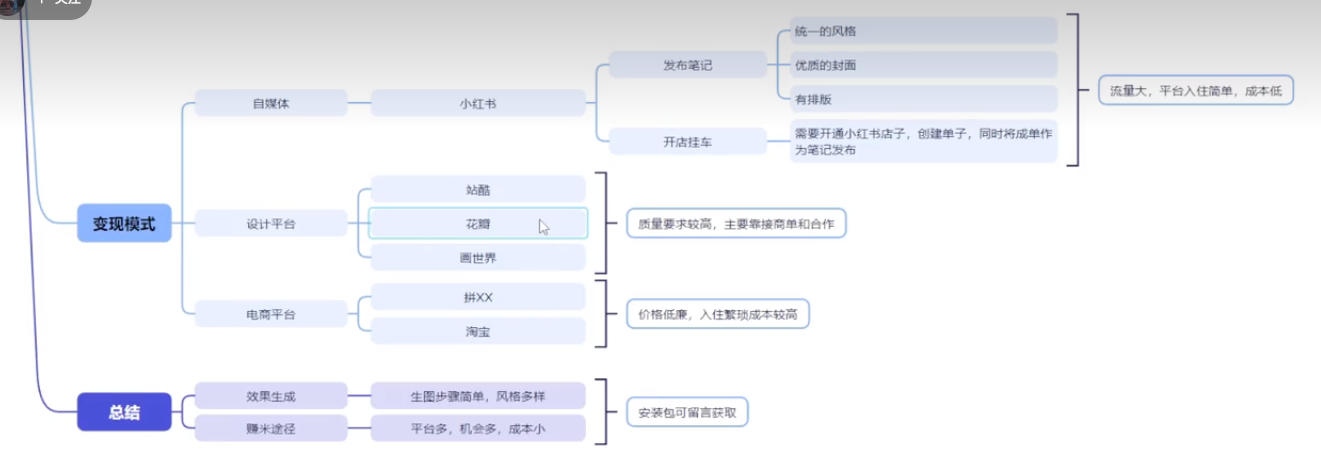 关注
统一的风格
发布笔记
优质的封面
自媒体
小红书
有排版
流量大，平台入住简单，成本低
开店挂车
需要开通小红书店子，创建单子，同时将成单作
为笔记发布
变现模式
设计平台
站酷
花瓣
画世界
质量要求较高，主要靠接商单和合作
电商平台
拼XX
淘宝
价格低廉，入住繁琐成本较高
总结
效果生成
生图步骤简单，风格多样
赚米途径
平台多，机会多，成本小
安装包可留言获取